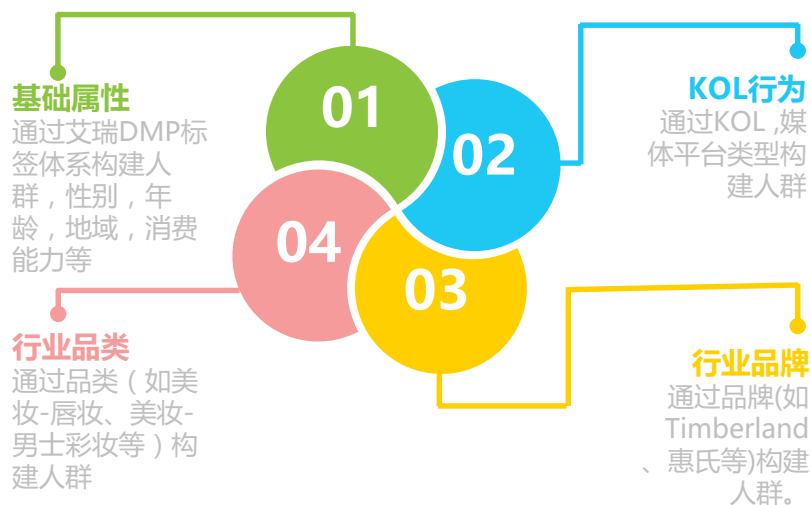 01
基础属性
通过艾瑞DMP标
签体系构建人
群，性别，年
龄，地域，消费
能力等
02
KOL行为
通过KOL ,媒
体平台类型构
建人群
03
行业品牌
通过品牌(如
Timberland
、惠氏等)构建
人群。
04
行业品类
通过品类（如美
妆-唇妆、美妆-
男士彩妆等）构
建人群